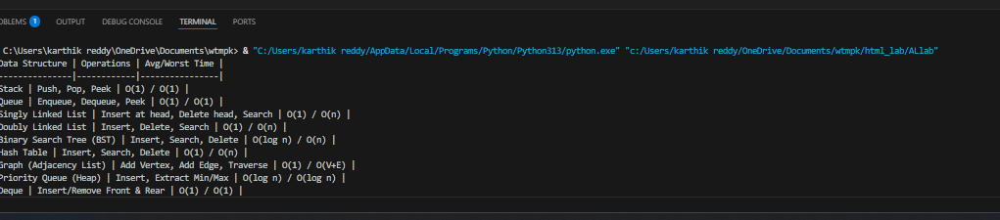 OBLEMS 1 OUTPUT DEBUG CONSOLE TERMINAL PORTS
C:\Users\karthik reddy\OneDrive\Documents\wtmpk> & "C:/Users/karthik reddy/AppData/Local/Programs/Python/Python313/python.exe" "c:/Users/karthik reddy/OneDrive/Documents/wtmpk/html_lab/ALlab"
Data Structure | Operations | Avg/Worst Time |
---------------|------------|----------------|
Stack | Push, Pop, Peek | O(1) / O(1) |
Queue | Enqueue, Dequeue, Peek | O(1) / O(1) |
Singly Linked List | Insert at head, Delete head, Search | O(1) / O(n) |
Doubly Linked List | Insert, Delete, Search | O(1) / O(n) |
Binary Search Tree (BST) | Insert, Search, Delete | O(log n) / O(n) |
Hash Table | Insert, Search, Delete | O(1) / O(n) |
Graph (Adjacency List) | Add Vertex, Add Edge, Traverse | O(1) / O(V+E) |
Priority Queue (Heap) | Insert, Extract Min/Max | O(log n) / O(log n) |
Deque | Insert/Remove Front & Rear | O(1) / O(1) |